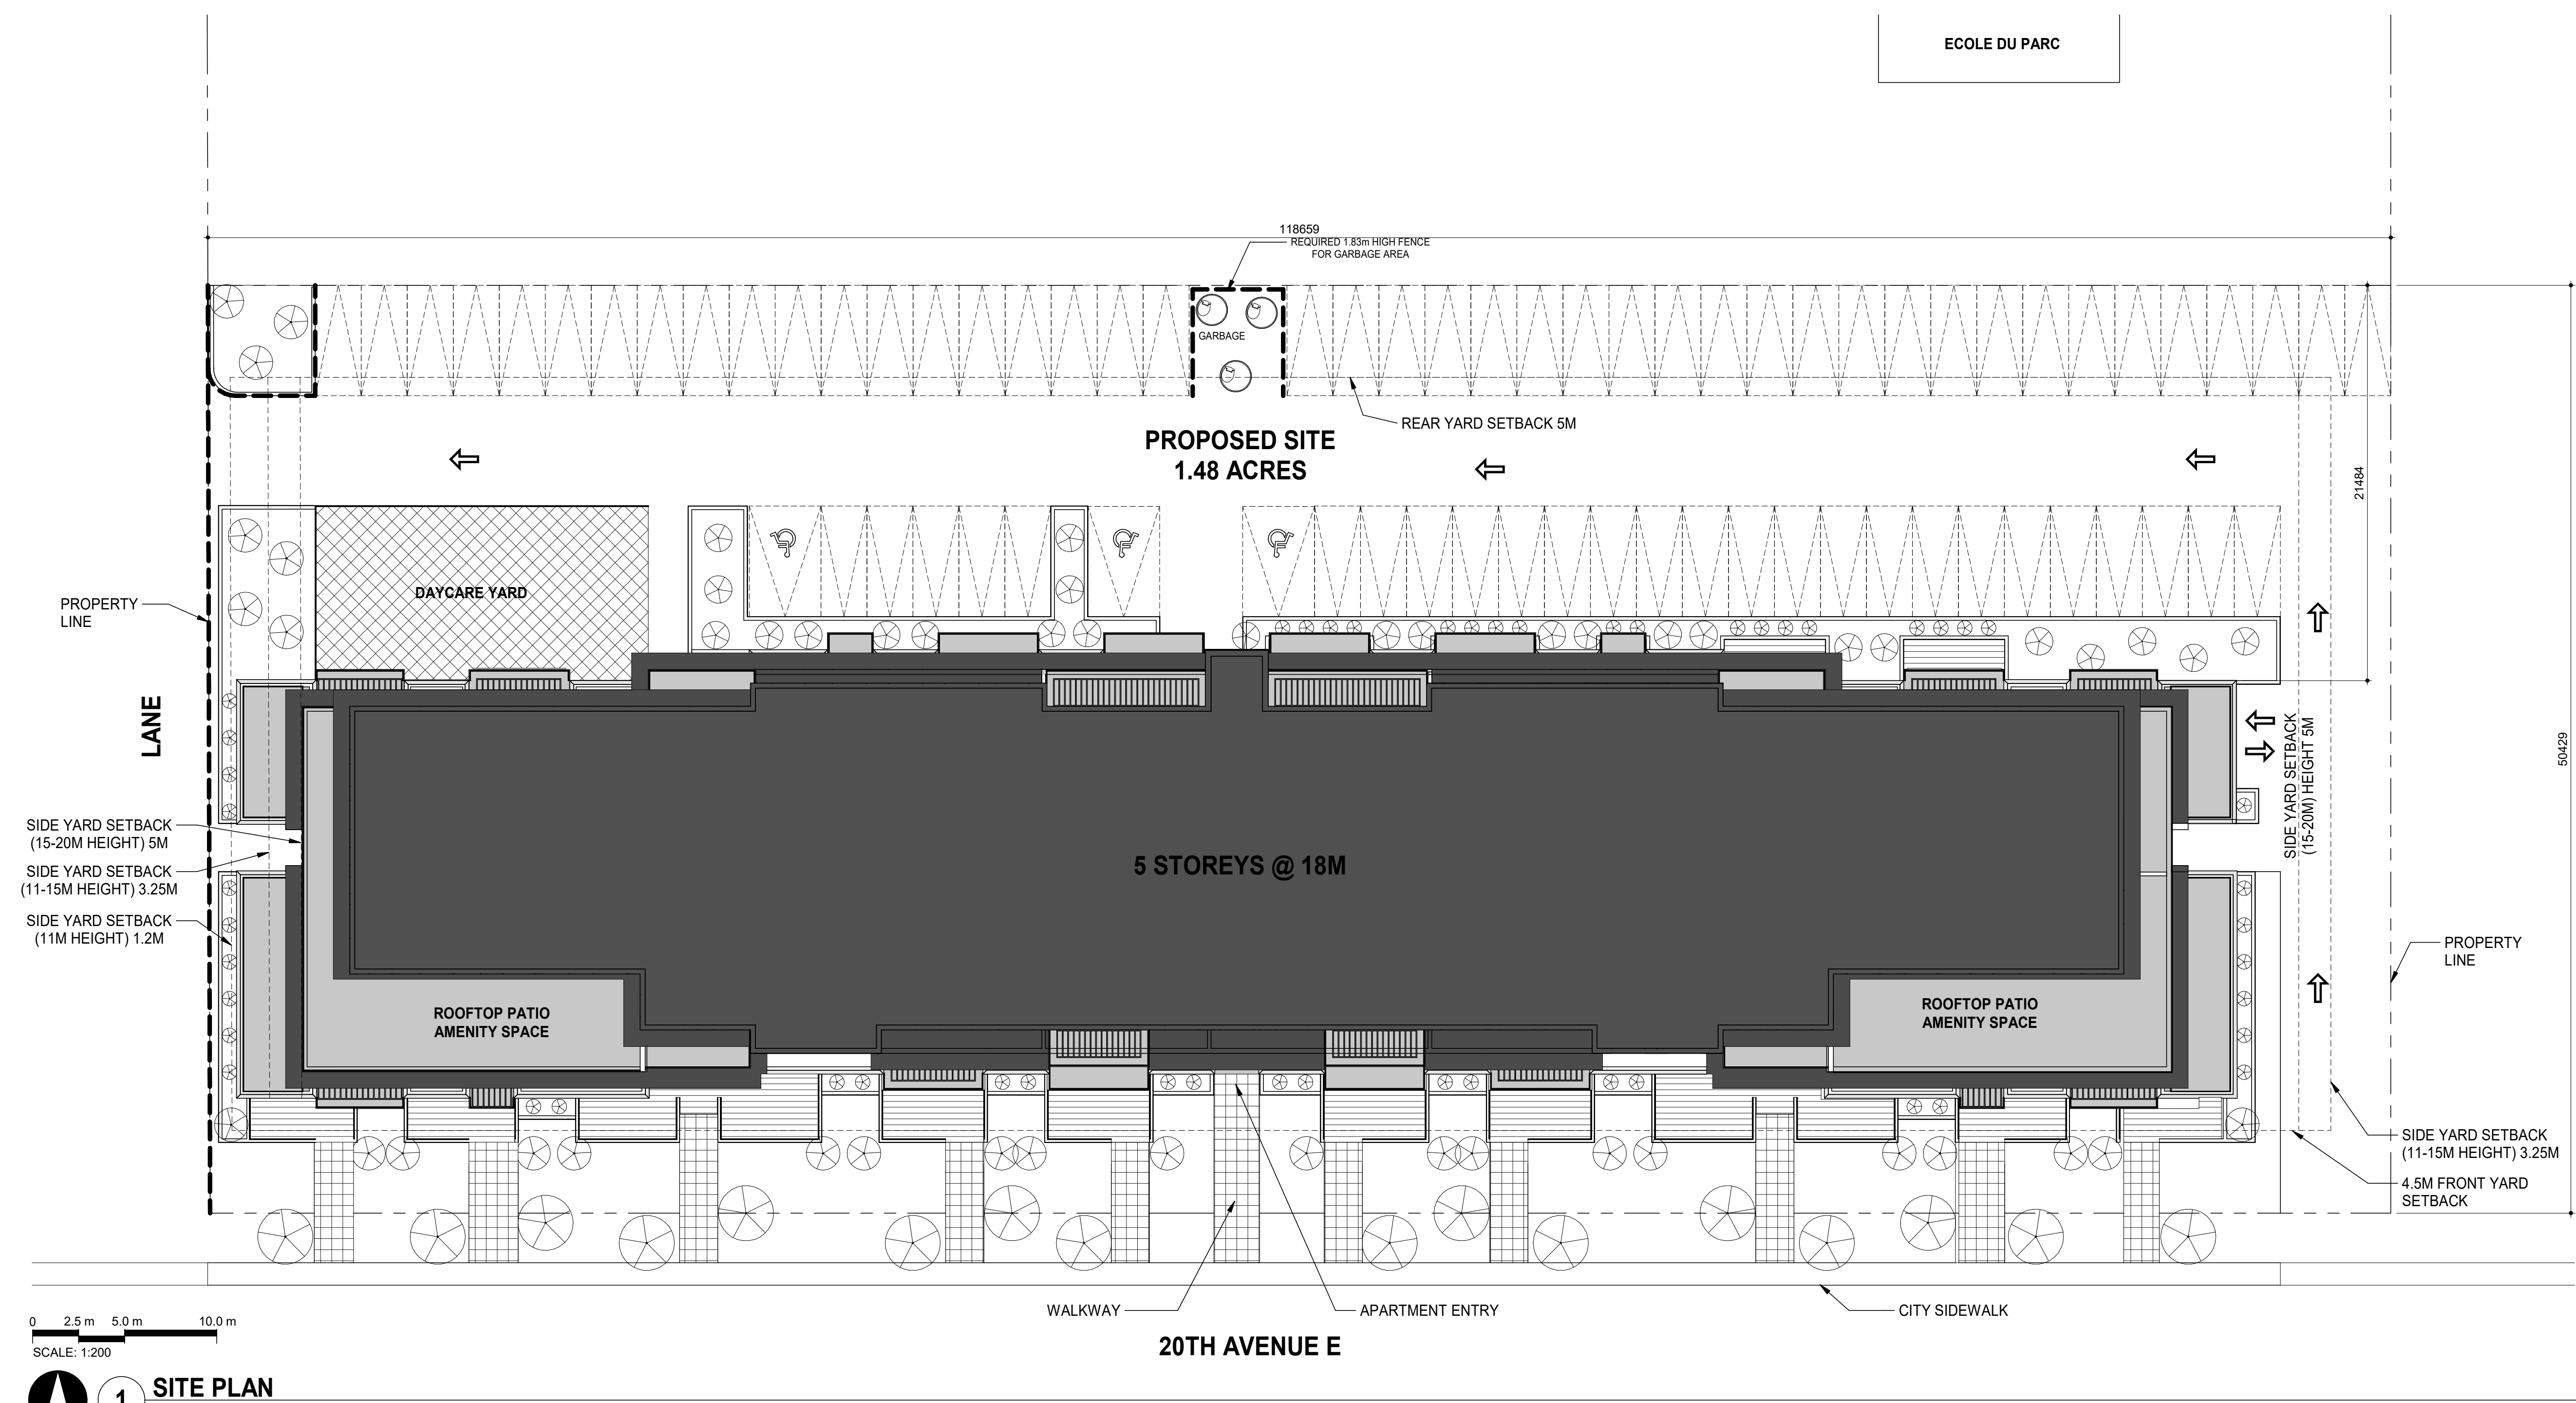 ECOLE DU PARC
118659
REQUIRED 1.83m HIGH FENCE
FOR GARBAGE AREA
GARBAGE
REAR YARD SETBACK 5M
PROPOSED SITE
1.48 ACRES
21484
DAYCARE YARD
PROPERTY
LINE
LANE
SIDE YARD SETBACK
(15-20M) HEIGHT 5M
50429
SIDE YARD SETBACK
(15-20M HEIGHT) 5M
SIDE YARD SETBACK
(11-15M HEIGHT) 3.25M
SIDE YARD SETBACK
(11M HEIGHT) 1.2M
5 STOREYS @ 18M
PROPERTY
LINE
ROOFTOP PATIO
AMENITY SPACE
ROOFTOP PATIO
AMENITY SPACE
SIDE YARD SETBACK
(11-15M HEIGHT) 3.25M
4.5M FRONT YARD
SETBACK
WALKWAY
APARTMENT ENTRY
CITY SIDEWALK
20TH AVENUE E
0 2.5 m 5.0 m 10.0 m
SCALE: 1:200
1 SITE PLAN